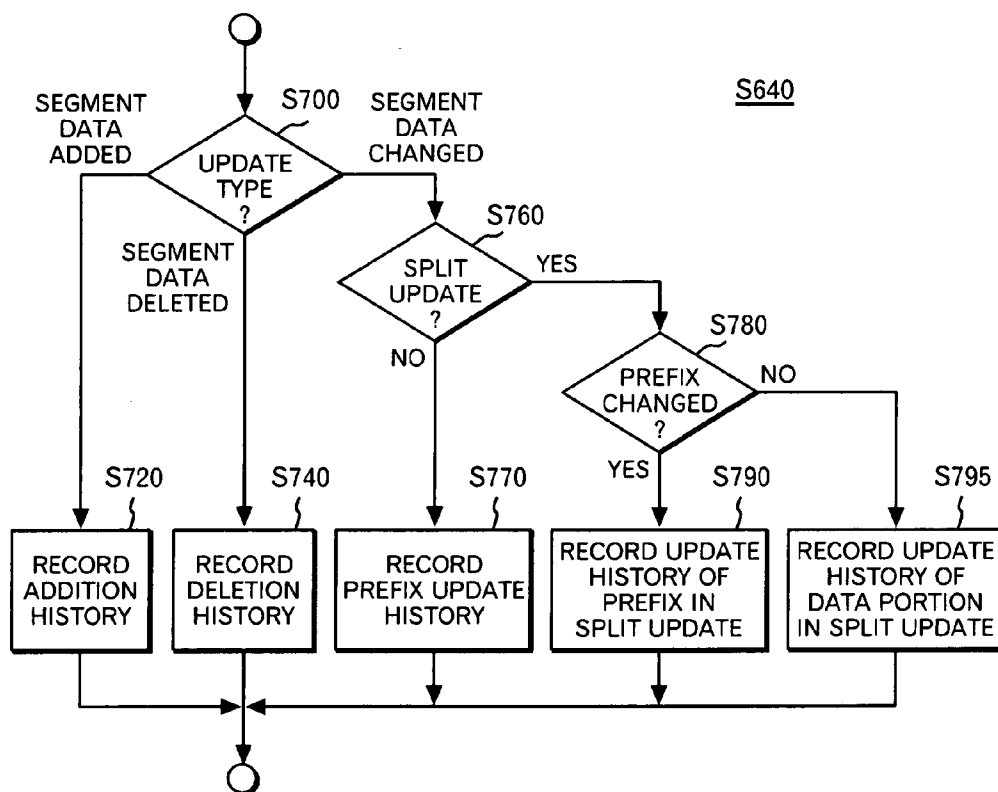 S640
SEGMENT
DATA
ADDED
S700
SEGMENT
DATA
CHANGED
UPDATE
TYPE
?
SEGMENT
DATA
DELETED
S760
SPLIT
UPDATE
?
YES
NO
S780
PREFIX
CHANGED
?
NO
YES
S720
RECORD
ADDITION
HISTORY
S740
RECORD
DELETION
HISTORY
S770
RECORD
PREFIX UPDATE
HISTORY
S790
RECORD UPDATE
HISTORY OF
PREFIX IN
SPLIT UPDATE
S795
RECORD UPDATE
HISTORY OF
DATA PORTION
IN SPLIT UPDATE